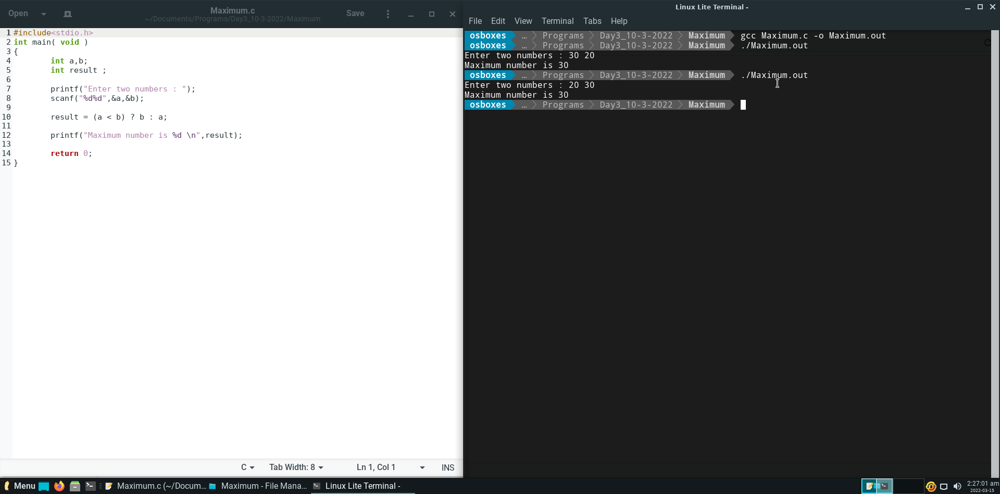 Open
Maximum.c
~/Documents/Programs/Day3_10-3-2022/Maximum
Save
1 #include<stdio.h>
2 int main( void )
3 {
4 int a,b;
5 int result ;
6
7 printf("Enter two numbers : ");
8 scanf("%d%d",&a,&b);
9
10 result = (a < b) ? b : a;
11
12 printf("Maximum number is %d \n",result);
13
14 return 0;
15 }
C Tab Width: 8 Ln 1, Col 1 INS
Linux Lite Terminal -
File Edit View Terminal Tabs Help
osboxes … Programs Day3_10-3-2022 Maximum gcc Maximum.c -o Maximum.out
osboxes … Programs Day3_10-3-2022 Maximum ./Maximum.out
Enter two numbers : 30 20
Maximum number is 30
osboxes … Programs Day3_10-3-2022 Maximum ./Maximum.out
Enter two numbers : 20 30
Maximum number is 30
osboxes … Programs Day3_10-3-2022 Maximum
Menu Maximum.c (~/Docum... Maximum - File Mana... Linux Lite Terminal -
2:27:01 am
2022-03-15